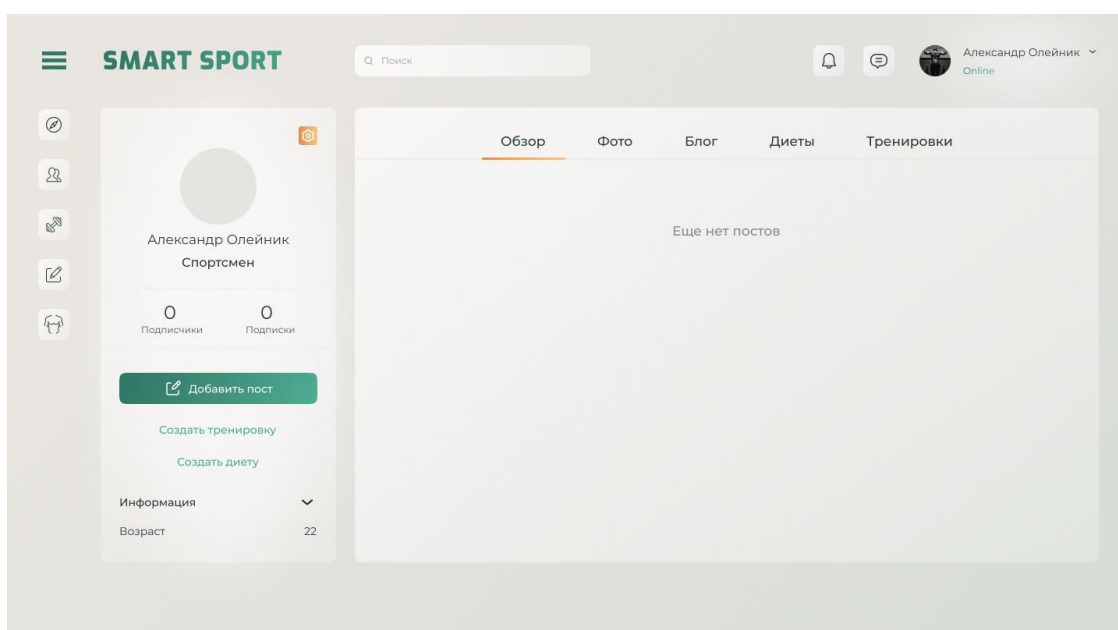 SMART SPORT
Поиск
Александр Олейник
Online
Обзор Фото Блог Диеты Тренировки
Еще нет постов
Александр Олейник
Спортсмен
0 0
Подписчики Подписки
Добавить пост
Создать тренировку
Создать диету
Информация
Возраст 22